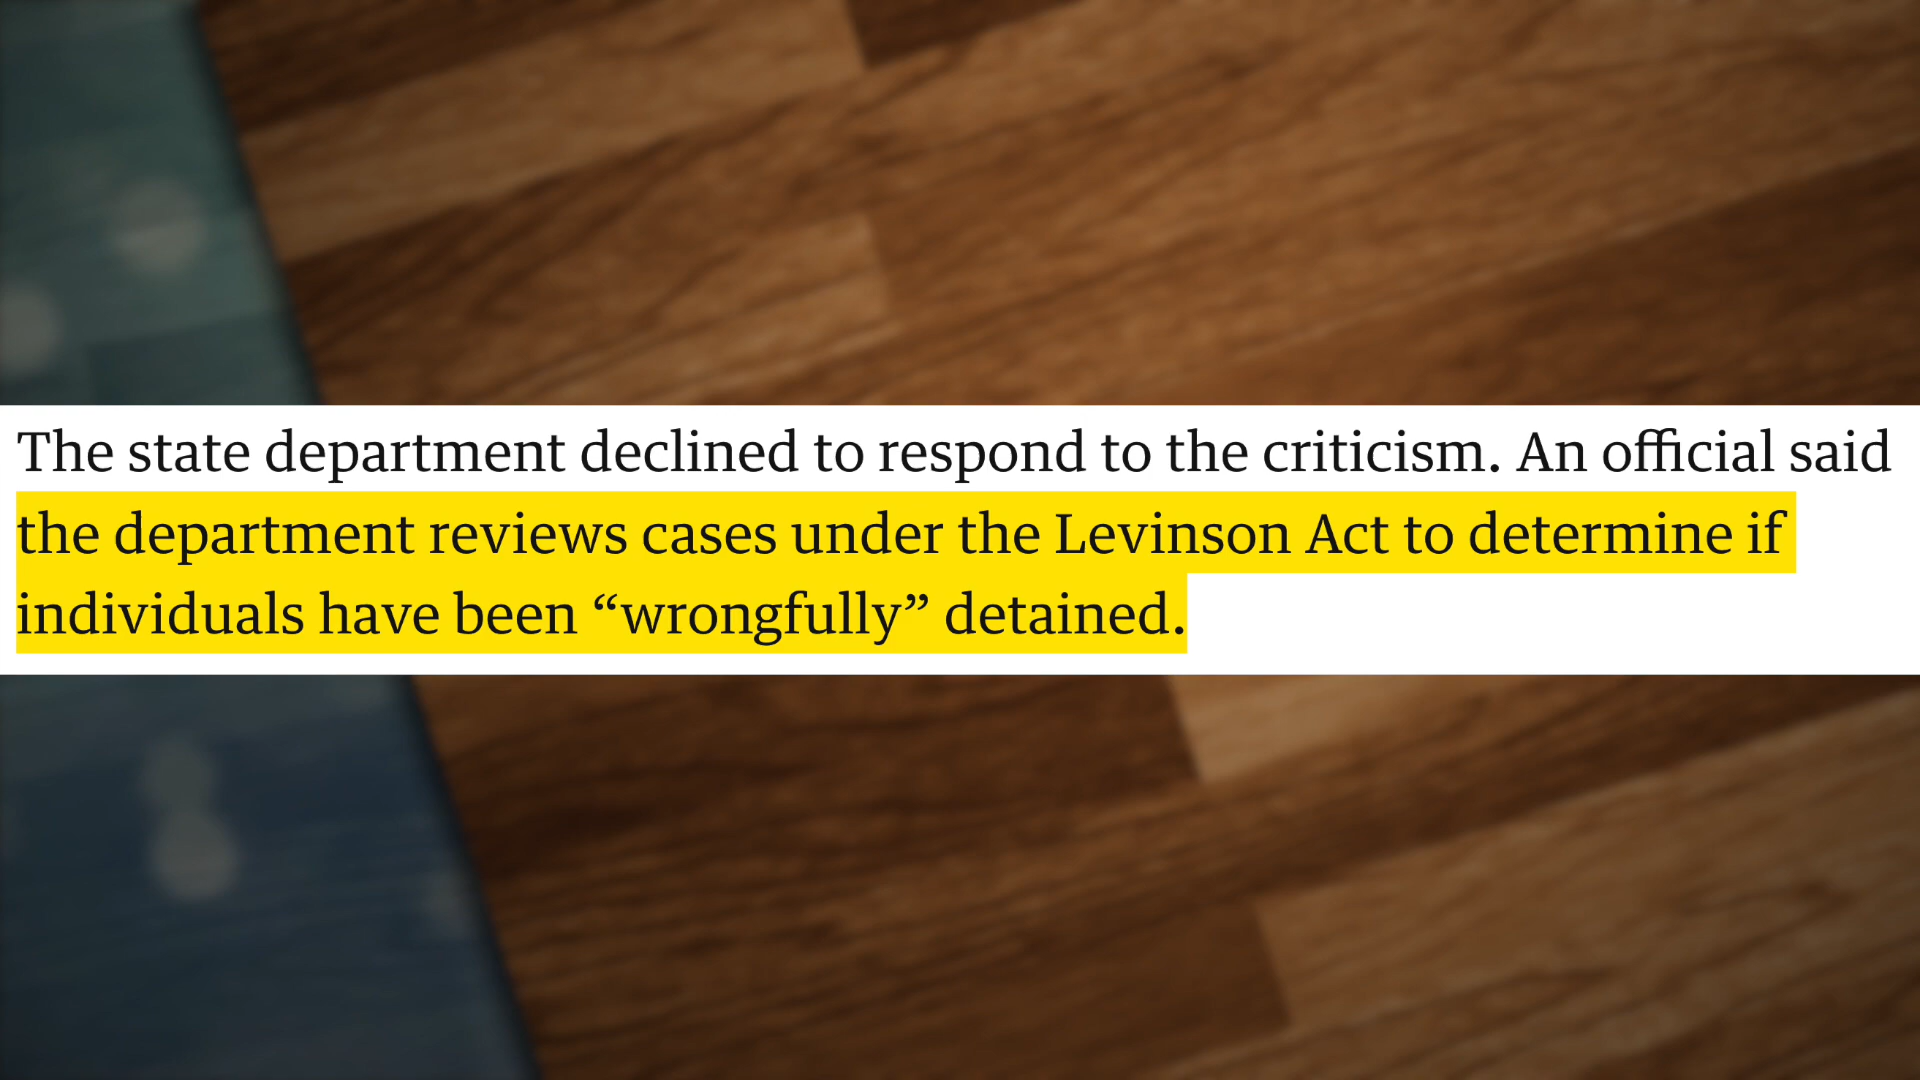 The state department declined to respond to the criticism. An official said
the department reviews cases under the Levinson Act to determine if
individuals have been “wrongfully” detained.